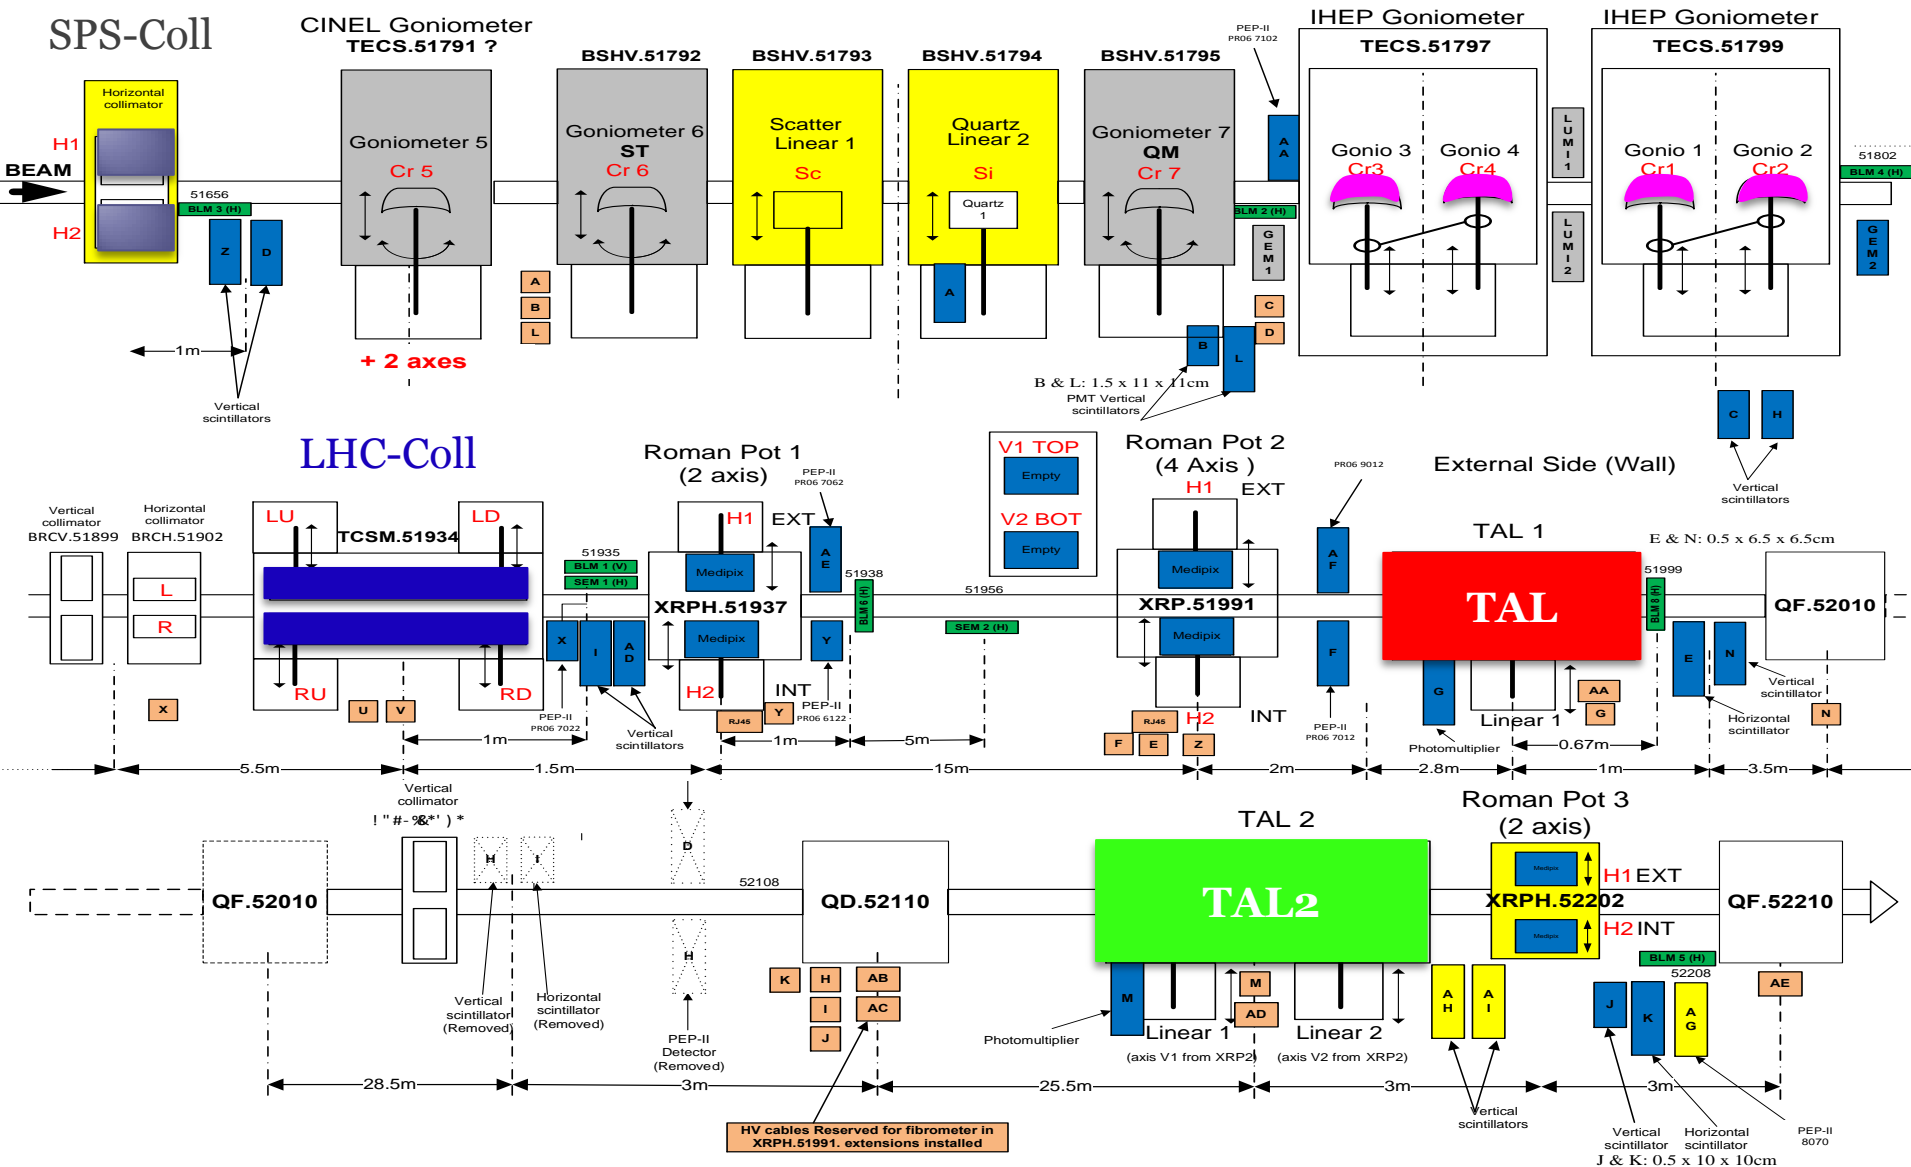 SPS-Coll
CINEL Goniometer
TECS.51791 ?
BSHV.51792
BSHV.51793
BSHV.51794
BSHV.51795
PEP-II
PR06 7102
IHEP Goniometer
TECS.51797
IHEP Goniometer
TECS.51799
Horizontal
collimator
H1
BEAM
H2
51656
BLM 3 (H)
Z
D
1m
Vertical
scintillators
Goniometer 5
Cr 5
+ 2 axes
A
B
L
Goniometer 6
ST
Cr 6
Scatter
Linear 1
Sc
Quartz
Linear 2
Si
Quartz
1
A
Goniometer 7
QM
Cr 7
A
A
BLM 2 (H)
G
E
M
1
C
D
B
L
B & L: 1.5 x 11 x 11cm
PMT Vertical
scintillators
Gonio 3
Cr3
Gonio 4
Cr4
L
U
M
I
1
L
U
M
I
2
Gonio 1
Cr1
Gonio 2
Cr2
51802
BLM 4 (H)
G
E
M
2
C
H
Vertical
scintillators
LHC-Coll
Vertical
collimator
BRCV.51899
Horizontal
collimator
BRCH.51902
L
R
LU
LD
TCSM.51934
RU
RD
X
U
V
51935
BLM 1 (V)
SEM 1 (H)
X
I
A
D
PEP-II
PR06 7022
Vertical
scintillators
1m
Roman Pot 1
(2 axis)
H1
EXT
Medipix
XRPH.51937
Medipix
H2
INT
RJ45
Y
PEP-II
PR06 7062
A
E
Y
PEP-II
PR06 6122
51938
BLM 6 (H)
1m
5m
51956
SEM 2 (H)
V1 TOP
Empty
V2 BOT
Empty
Roman Pot 2
(4 Axis )
H1
EXT
Medipix
XRP.51991
Medipix
H2
INT
RJ45
F
E
Z
PR06 9012
A
F
F
PEP-II
PR06 7012
External Side (Wall)
TAL 1
TAL
G
Linear 1
AA
G
Photomultiplier
0.67m
E & N: 0.5 x 6.5 x 6.5cm
51999
BLM 8 (H)
E
N
Vertical
scintillator
Horizontal
scintillator
QF.52010
N
5.5m
1.5m
15m
2m
2.8m
1m
3.5m
Vertical
collimator
QF.52010
H
I
Vertical
scintillator
(Removed)
Horizontal
scintillator
(Removed)
D
H
PEP-II
Detector
(Removed)
52108
QD.52110
K
H
AB
I
AC
J
HV cables Reserved for fibrometer in
XRPH.51991. extensions installed
TAL 2
TAL2
M
Photomultiplier
Linear 1
(axis V1 from XRP2)
M
AD
Linear 2
(axis V2 from XRP2)
Roman Pot 3
(2 axis)
Medipix
H1 EXT
XRPH.52202
Medipix
H2 INT
A
H
A
I
Vertical
scintillators
BLM 5 (H)
52208
J
K
A
G
QF.52210
AE
28.5m
3m
25.5m
3m
3m
Vertical
scintillator
Horizontal
scintillator
PEP-II
8070
J & K: 0.5 x 10 x 10cm